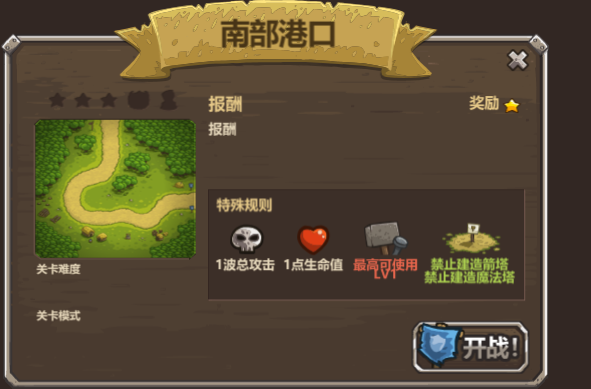 南部港口
报酬
奖励
报酬
特殊规则
1波总攻击
1点生命值
最高可使用
LV1
禁止建造箭塔
禁止建造魔法塔
关卡难度
关卡模式
开战!